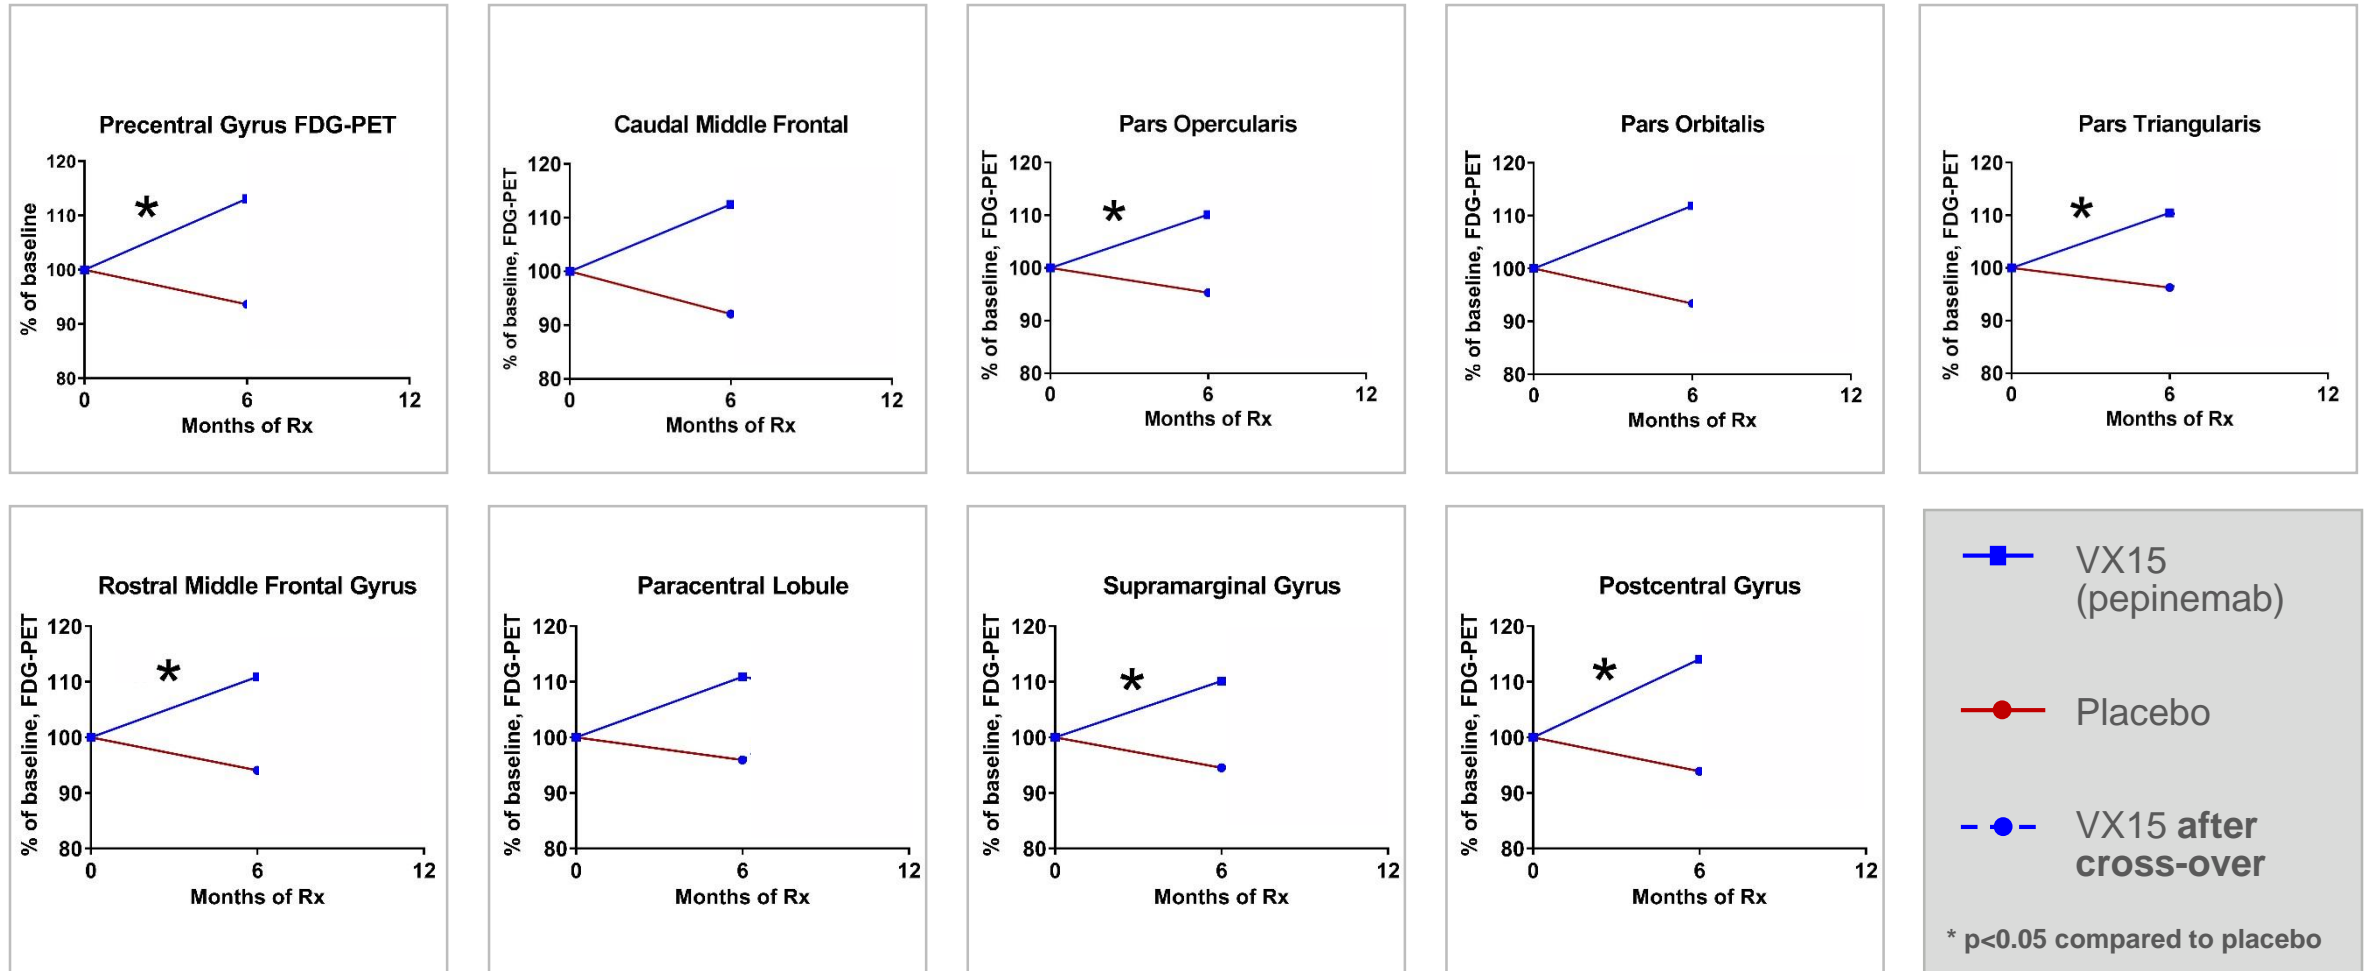 Precentral Gyrus FDG-PET
% of baseline
120
110
100
90
80
0 6 12
Months of Rx
*
Caudal Middle Frontal
% of baseline, FDG-PET
120
110
100
90
80
0 6 12
Months of Rx
Pars Opercularis
% of baseline, FDG-PET
120
110
100
90
80
0 6 12
Months of Rx
*
Pars Orbitalis
% of baseline, FDG-PET
120
110
100
90
80
0 6 12
Months of Rx
Pars Triangularis
% of baseline, FDG-PET
120
110
100
90
80
0 6 12
Months of Rx
*
Rostral Middle Frontal Gyrus
% of baseline, FDG-PET
120
110
100
90
80
0 6 12
Months of Rx
*
Paracentral Lobule
% of baseline, FDG-PET
120
110
100
90
80
0 6 12
Months of Rx
Supramarginal Gyrus
% of baseline, FDG-PET
120
110
100
90
80
0 6 12
Months of Rx
*
Postcentral Gyrus
% of baseline, FDG-PET
120
110
100
90
80
0 6 12
Months of Rx
*
VX15
(pepinemab)
Placebo
VX15 after
cross-over
* p<0.05 compared to placebo